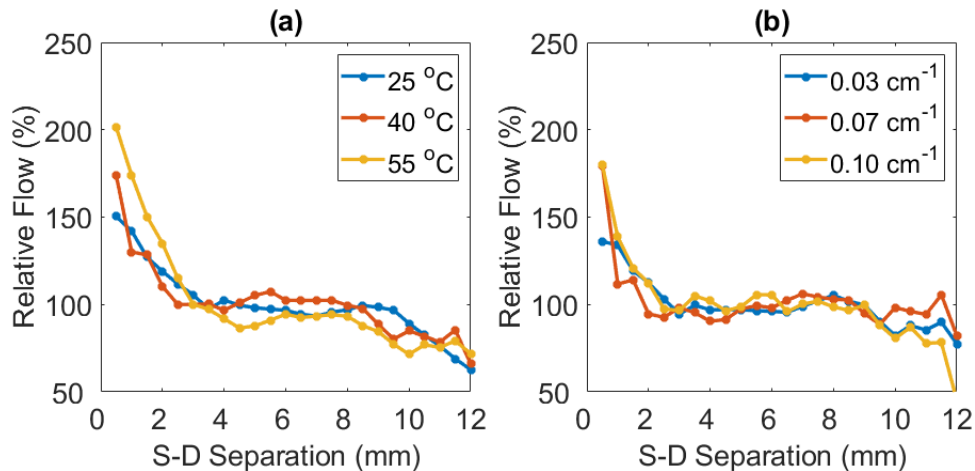 (a)
250
200
150
100
50
0 2 4 6 8 10 12
Relative Flow (%)
S-D Separation (mm)
25 °C
40 °C
55 °C
(b)
250
200
150
100
50
0 2 4 6 8 10 12
Relative Flow (%)
S-D Separation (mm)
0.03 cm⁻¹
0.07 cm⁻¹
0.10 cm⁻¹